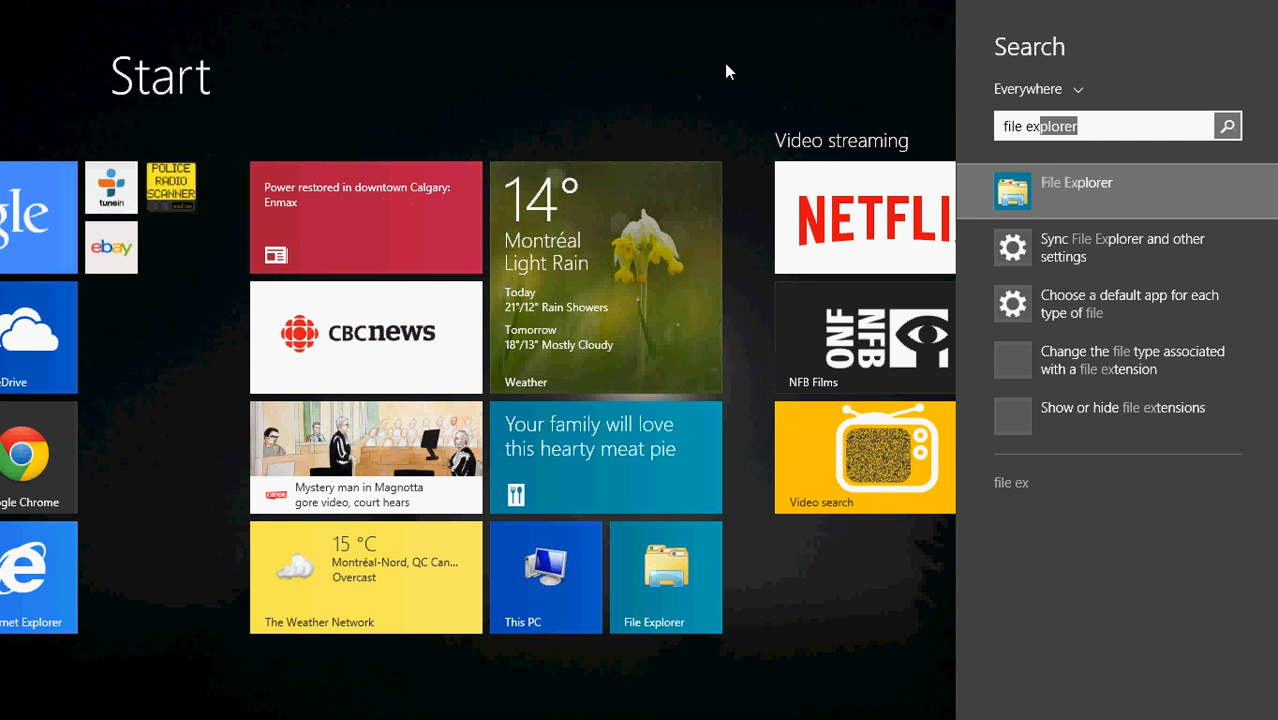 Start
gle
tunein
POLICE
RADIO
SCANNER
ebay
eDrive
gle Chrome
met Explorer
Power restored in downtown Calgary:
Enmax
CBCnews
Mystery man in Magnotta
gore video, court hears
canoe
15 °C
Montréal-Nord, QC Can...
Overcast
The Weather Network
14°
Montréal
Light Rain
Today
21°/12° Rain Showers
Tomorrow
18°/13° Mostly Cloudy
Weather
Your family will love
this hearty meat pie
This PC
File Explorer
Video streaming
NETFLI
ONF
NFB
NFB Films
Video search
Search
Everywhere
file explorer
File Explorer
Sync File Explorer and other
settings
Choose a default app for each
type of file
Change the file type associated
with a file extension
Show or hide file extensions
file ex